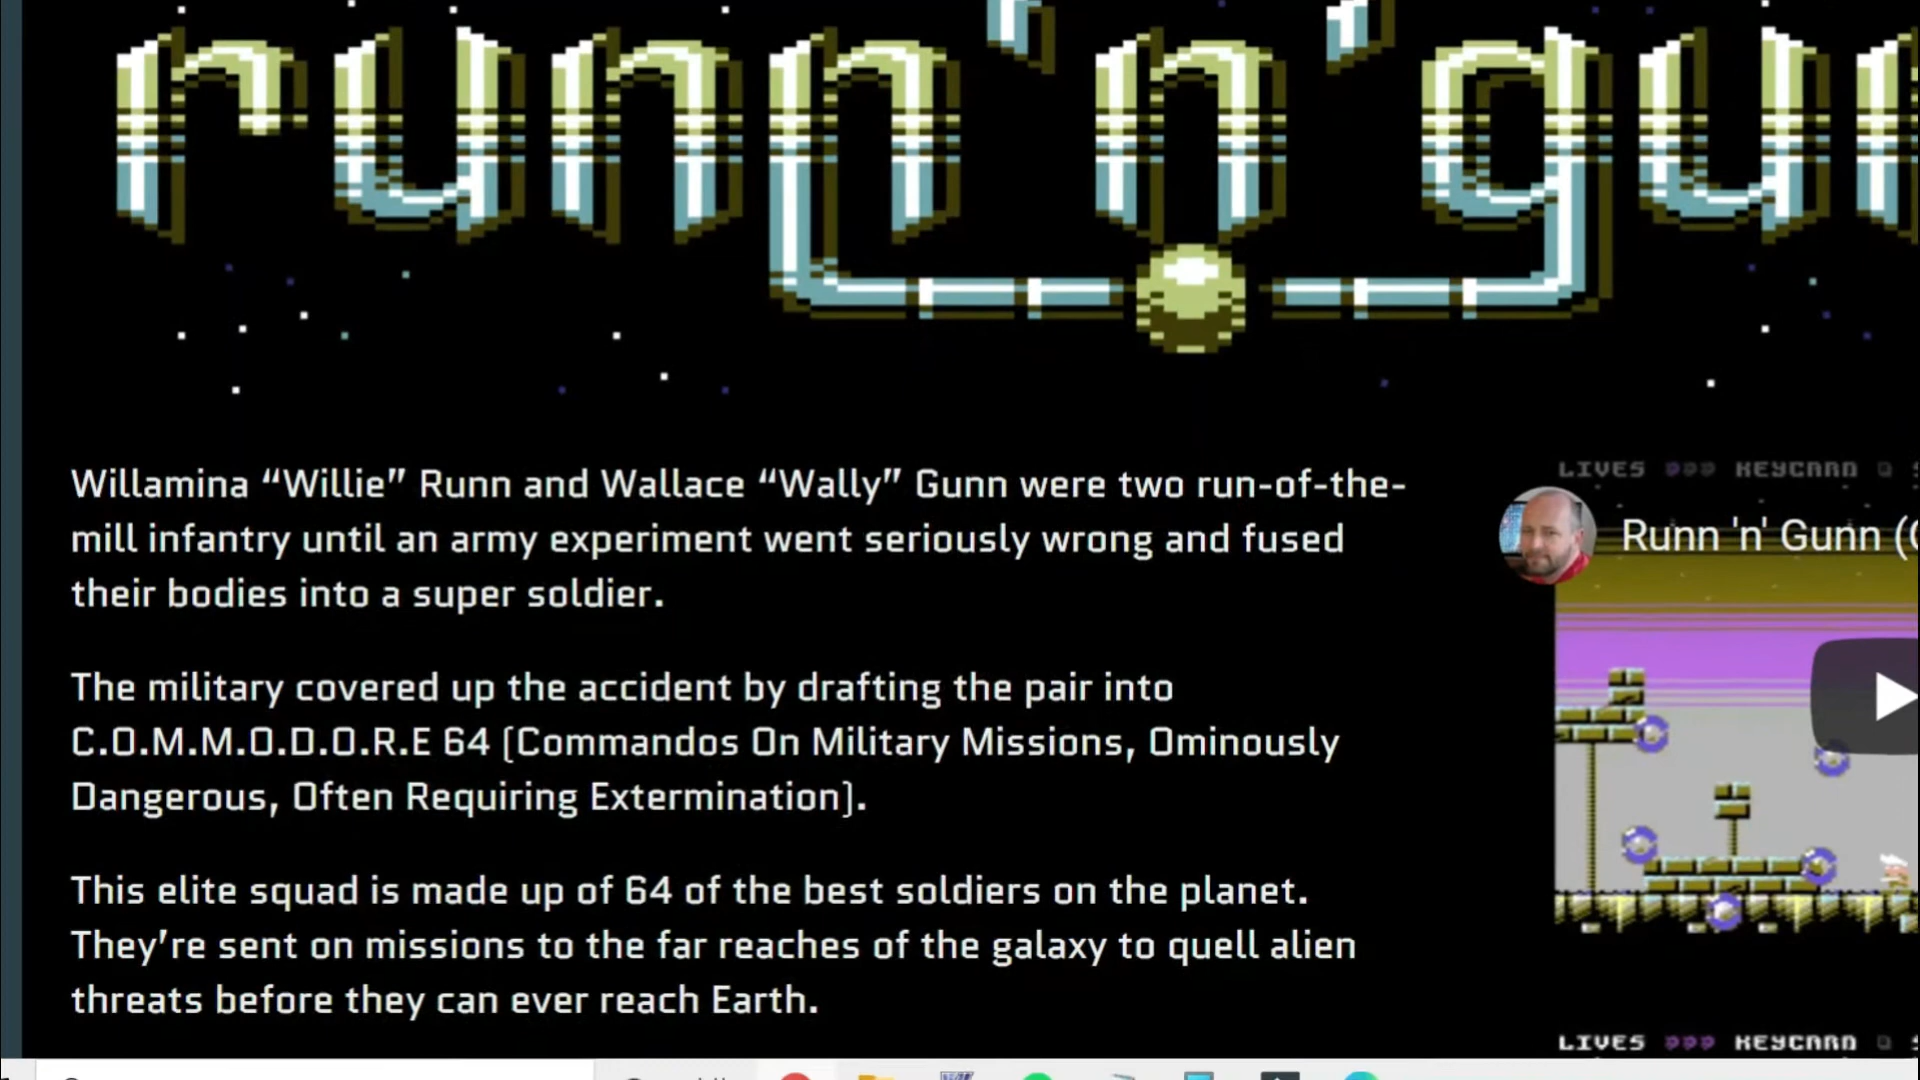 runn'n'gun
Willamina “Willie” Runn and Wallace “Wally” Gunn were two run-of-the-
mill infantry until an army experiment went seriously wrong and fused
their bodies into a super soldier.
The military covered up the accident by drafting the pair into
C.O.M.M.O.D.O.R.E 64 (Commandos On Military Missions, Ominously
Dangerous, Often Requiring Extermination).
This elite squad is made up of 64 of the best soldiers on the planet.
They’re sent on missions to the far reaches of the galaxy to quell alien
threats before they can ever reach Earth.
LIVES KEYCARD
Runn 'n' Gunn (
LIVES KEYCARD